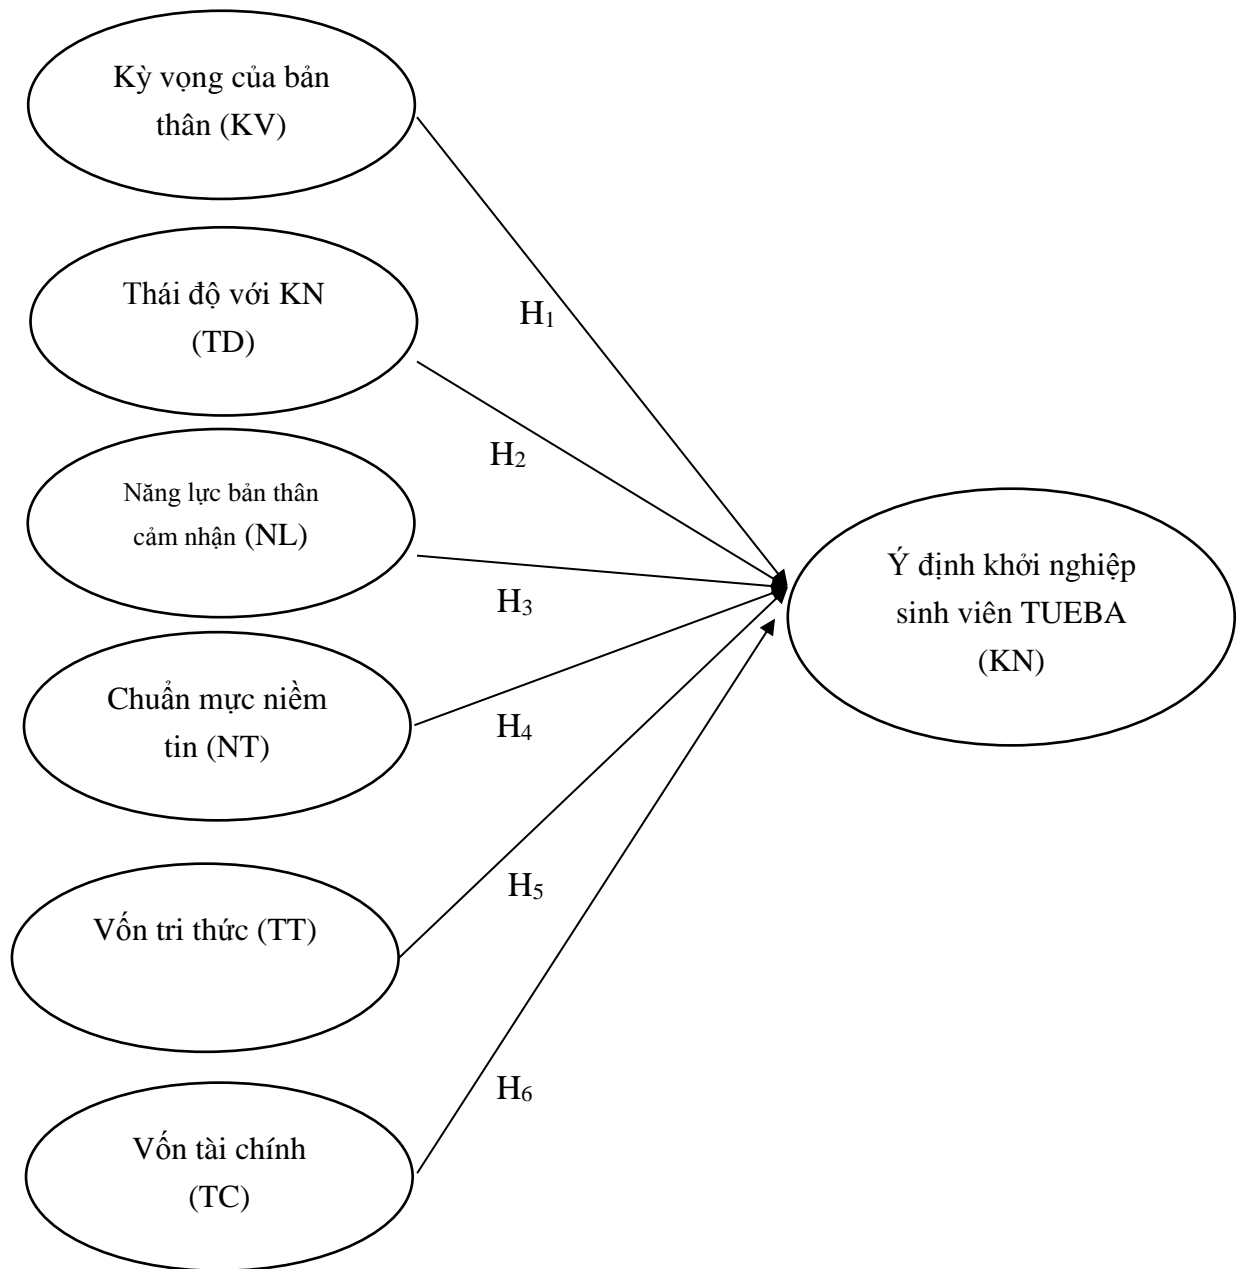 Kỳ vọng của bản
thân (KV)
H₁
Thái độ với KN
(TD)
H₂
Năng lực bản thân
cảm nhận (NL)
H₃
Ý định khởi nghiệp
sinh viên TUEBA
(KN)
Chuẩn mực niềm
tin (NT)
H₄
Vốn tri thức (TT)
H₅
Vốn tài chính
(TC)
H₆